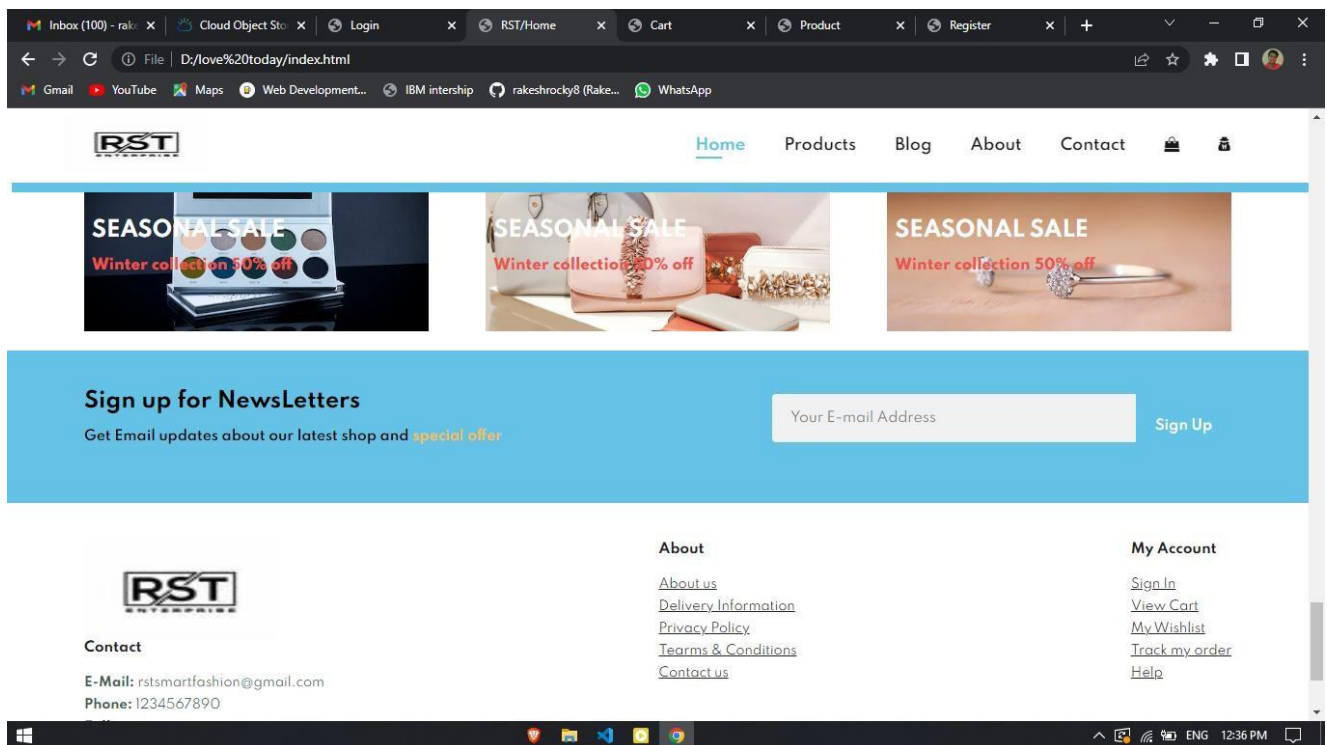 Inbox (100) - rake
Cloud Object Sto
Login
RST/Home
Cart
Product
Register
File | D:/love%20today/index.html
Gmail
YouTube
Maps
Web Development...
IBM intership
rakeshrocky8 (Rake...
WhatsApp
RST
ENTERPRISE
Home
Products
Blog
About
Contact
SEASONAL SALE
Winter collection 50% off
SEASONAL SALE
Winter collection 50% off
SEASONAL SALE
Winter collection 50% off
Sign up for NewsLetters
Get Email updates about our latest shop and special offer
Your E-mail Address
Sign Up
RST
ENTERPRISE
Contact
E-Mail: rstsmartfashion@gmail.com
Phone: 1234567890
About
About us
Delivery Information
Privacy Policy
Tearms & Conditions
Contact us
My Account
Sign In
View Cart
My Wishlist
Track my order
Help
ENG 12:36 PM